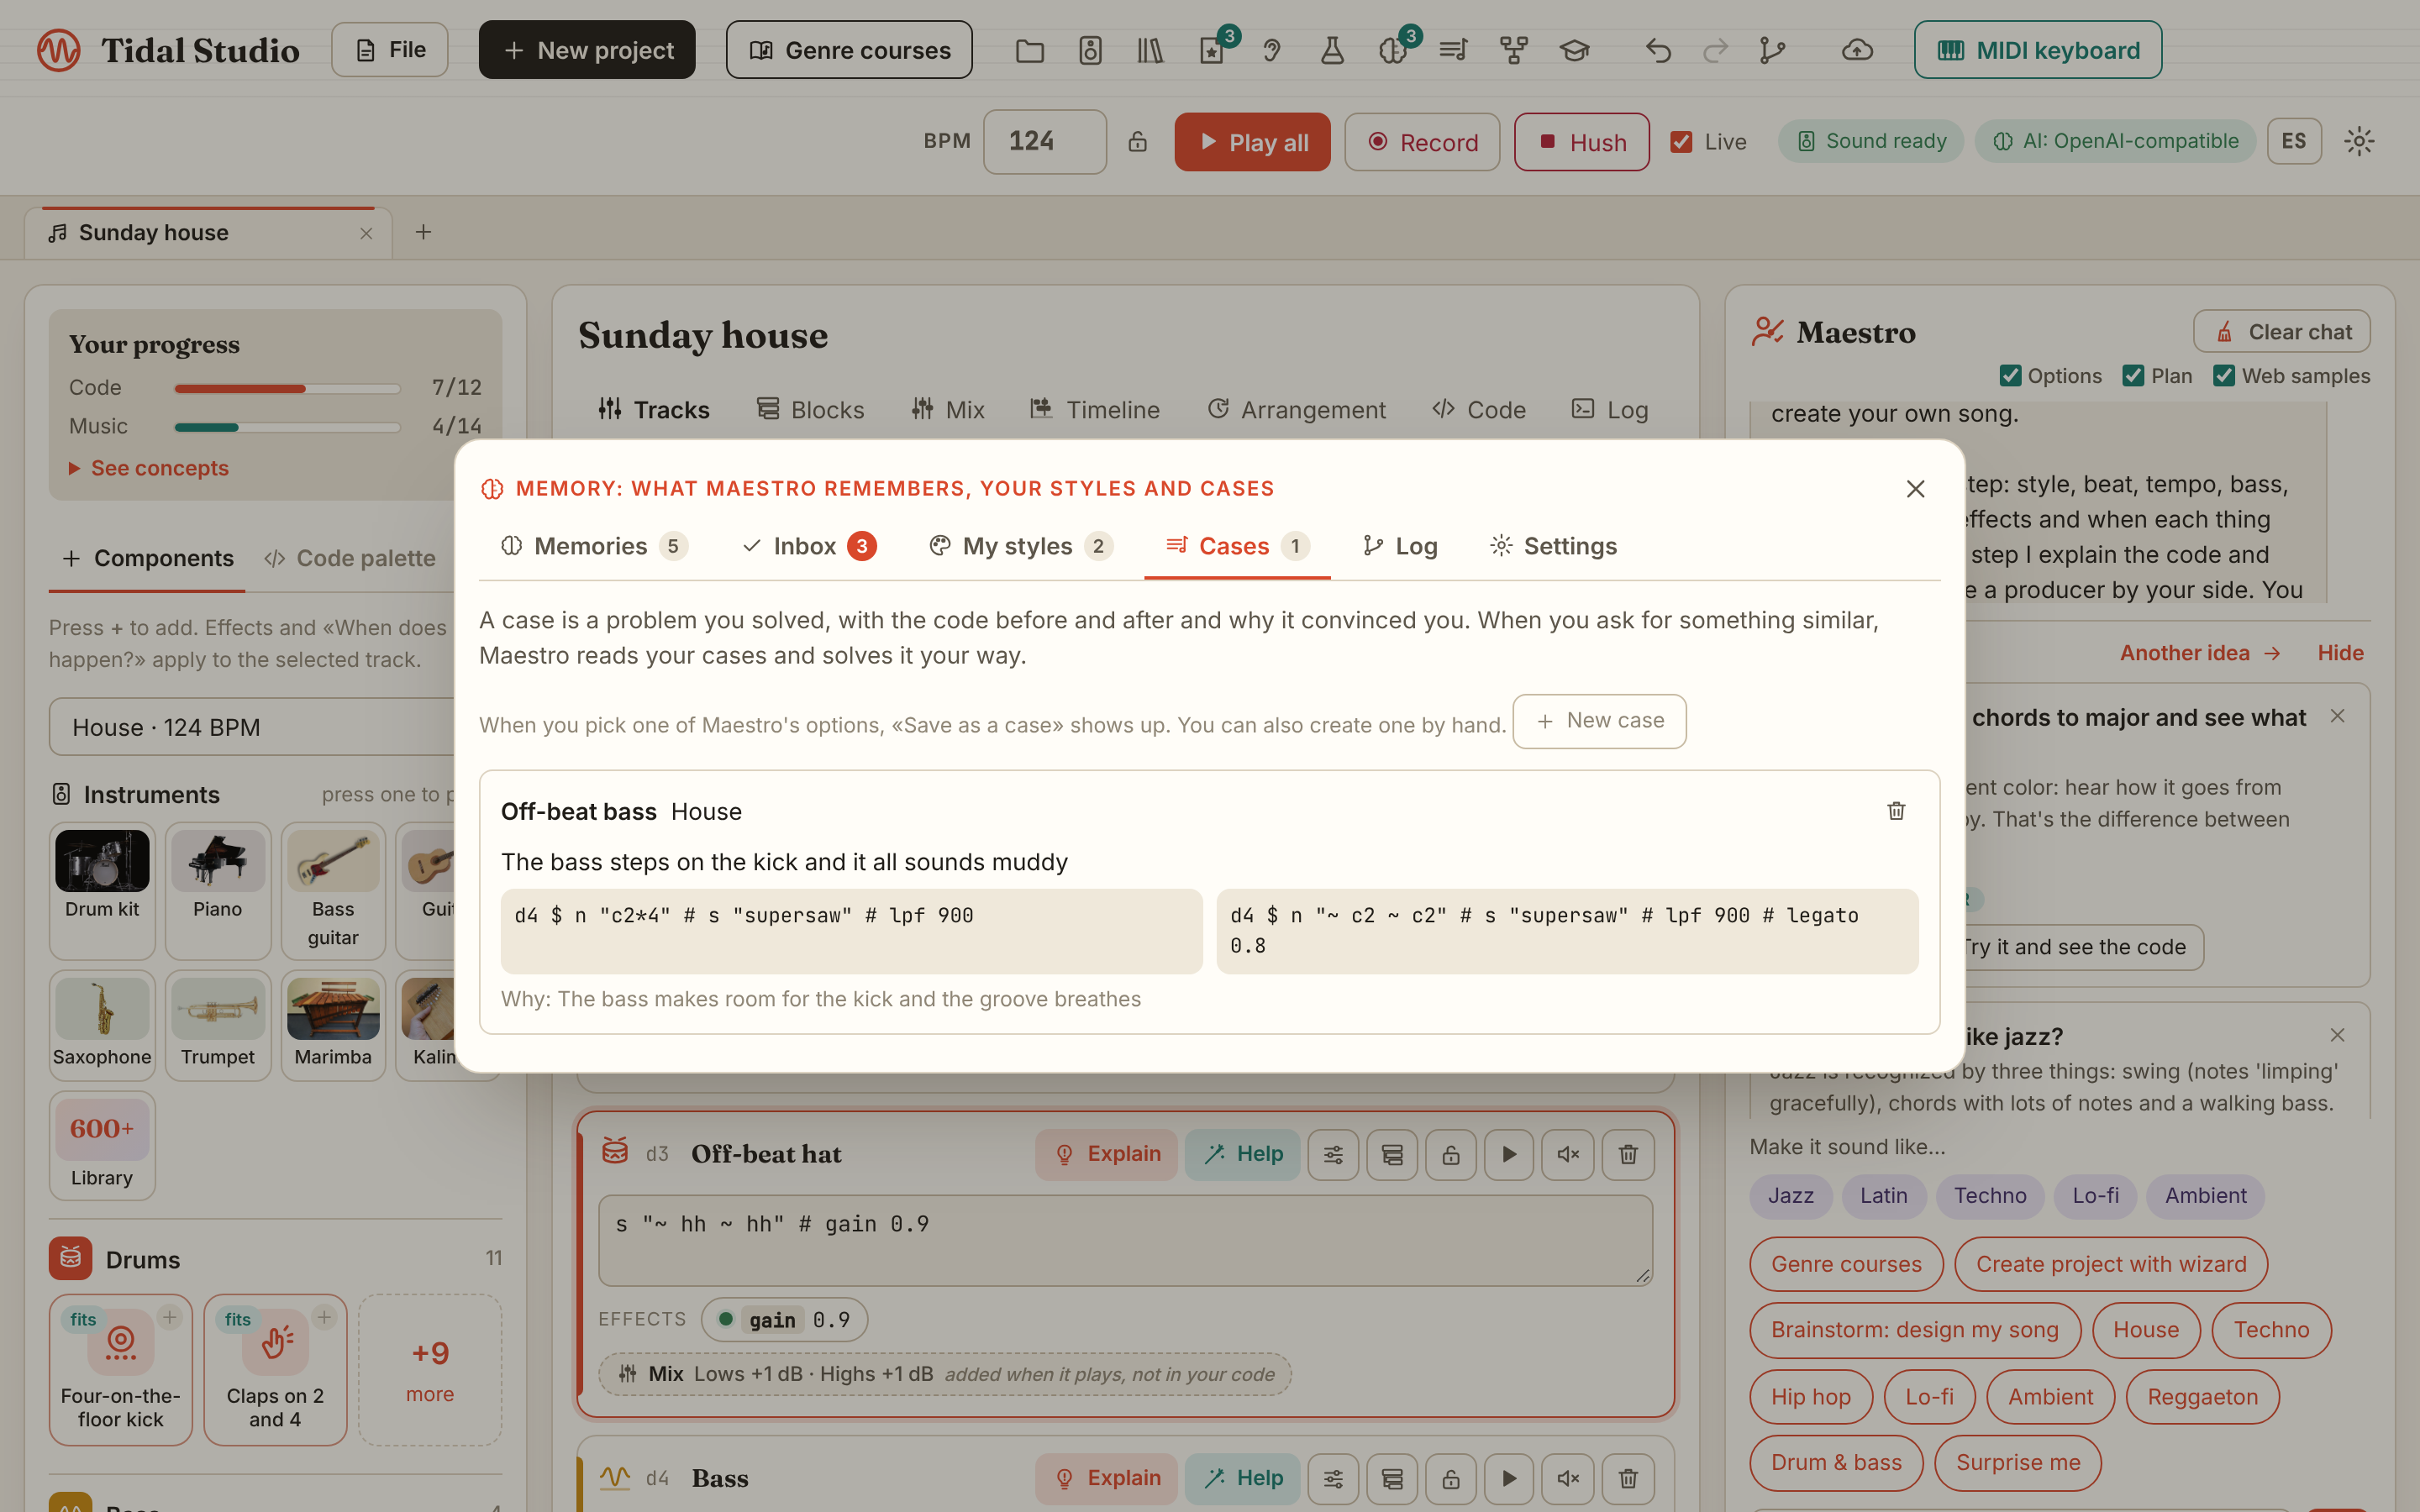 Tidal Studio
File
+ New project
Genre courses
3
3
MIDI keyboard
BPM
124
Play all
Record
Hush
Live
Sound ready
AI: OpenAI-compatible
ES
Sunday house
Your progress
Code
7/12
Music
4/14
See concepts
Components
Code palette
Press + to add. Effects and «When does
happen?» apply to the selected track.
House · 124 BPM
Instruments
press one to
Drum kit
Piano
Bass
guitar
Saxophone
Trumpet
Marimba
600+
Library
Drums
11
fits
Four-on-the-
floor kick
fits
Claps on 2
and 4
+9
more
Sunday house
Tracks
Blocks
Mix
Timeline
Arrangement
Code
Log
MEMORY: WHAT MAESTRO REMEMBERS, YOUR STYLES AND CASES
Memories 5
Inbox 3
My styles 2
Cases 1
Log
Settings
A case is a problem you solved, with the code before and after and why it convinced you. When you ask for something similar,
Maestro reads your cases and solves it your way.
When you pick one of Maestro's options, «Save as a case» shows up. You can also create one by hand.
+ New case
Off-beat bass House
The bass steps on the kick and it all sounds muddy
d4 $ n "c2*4" # s "supersaw" # lpf 900
d4 $ n "~ c2 ~ c2" # s "supersaw" # lpf 900 # legato
0.8
Why: The bass makes room for the kick and the groove breathes
d3 Off-beat hat
Explain
Help
s "~ hh ~ hh" # gain 0.9
EFFECTS
gain 0.9
Mix Lows +1 dB · Highs +1 dB added when it plays, not in your code
d4 Bass
Explain
Help
Maestro
Clear chat
Options
Plan
Web samples
create your own song.
step: style, beat, tempo, bass,
effects and when each thing
step I explain the code and
a producer by your side. You
Another idea →
Hide
chords to major and see what
color: hear how it goes from
That's the difference between
Try it and see the code
like jazz?
Jazz is recognized by three things: swing (notes 'limping'
gracefully), chords with lots of notes and a walking bass.
Make it sound like...
Jazz
Latin
Techno
Lo-fi
Ambient
Genre courses
Create project with wizard
Brainstorm: design my song
House
Techno
Hip hop
Lo-fi
Ambient
Reggaeton
Drum & bass
Surprise me